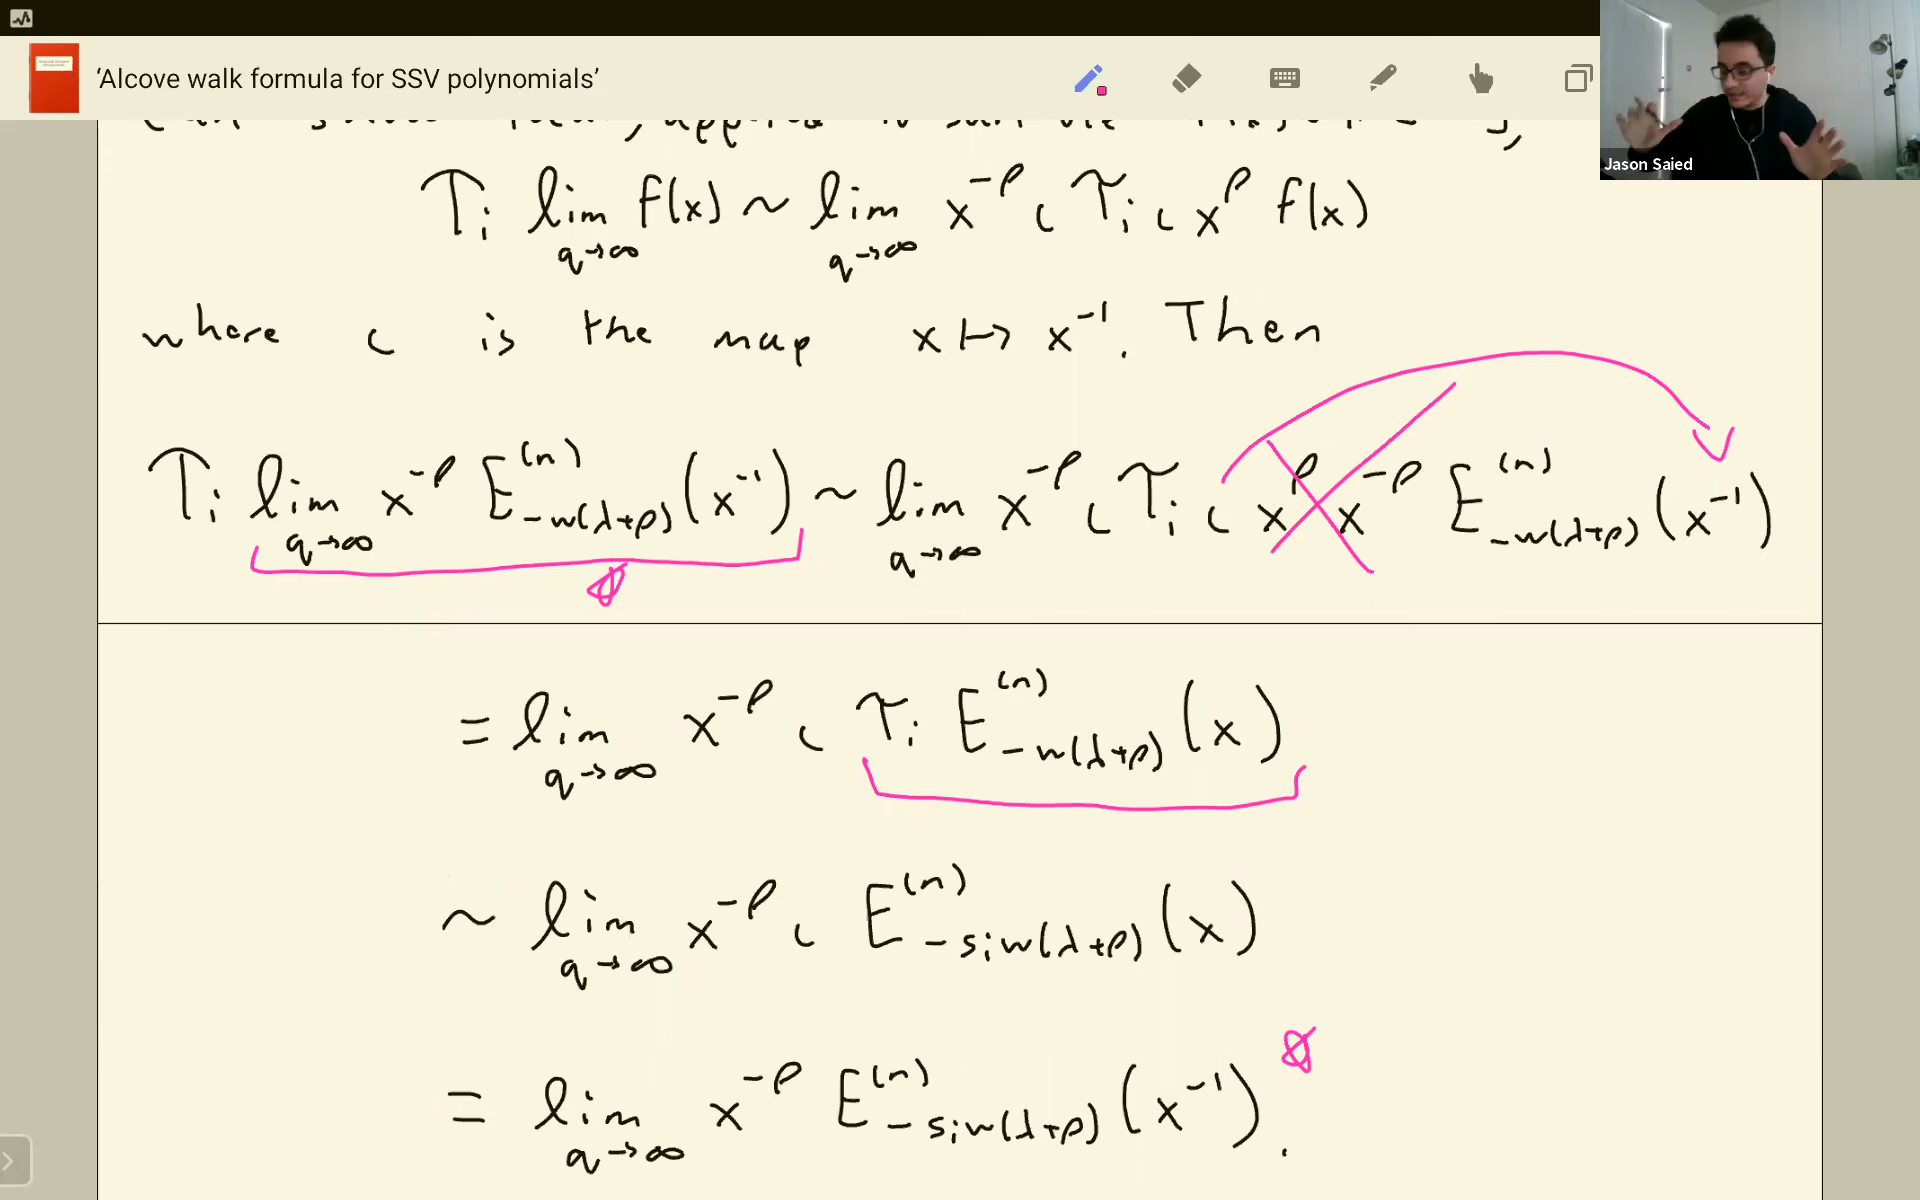 ‘Alcove walk formula for SSV polynomials’
Jason Saied
T_i lim_{q→∞} f(x) ~ lim_{q→∞} x^{-ρ} ι 𝒯_i ι x^ρ f(x)
where ι is the map x ↦ x^{-1}. Then
T_i lim_{q→∞} x^{-ρ} E^{(n)}_{-w(λ+ρ)}(x^{-1}) ~ lim_{q→∞} x^{-ρ} ι 𝒯_i ι x^ρ x^{-ρ} E^{(n)}_{-w(λ+ρ)}(x^{-1})
= lim_{q→∞} x^{-ρ} ι 𝒯_i E^{(n)}_{-w(λ+ρ)}(x)
~ lim_{q→∞} x^{-ρ} ι E^{(n)}_{-s_i w(λ+ρ)}(x)
= lim_{q→∞} x^{-ρ} E^{(n)}_{-s_i w(λ+ρ)}(x^{-1}).